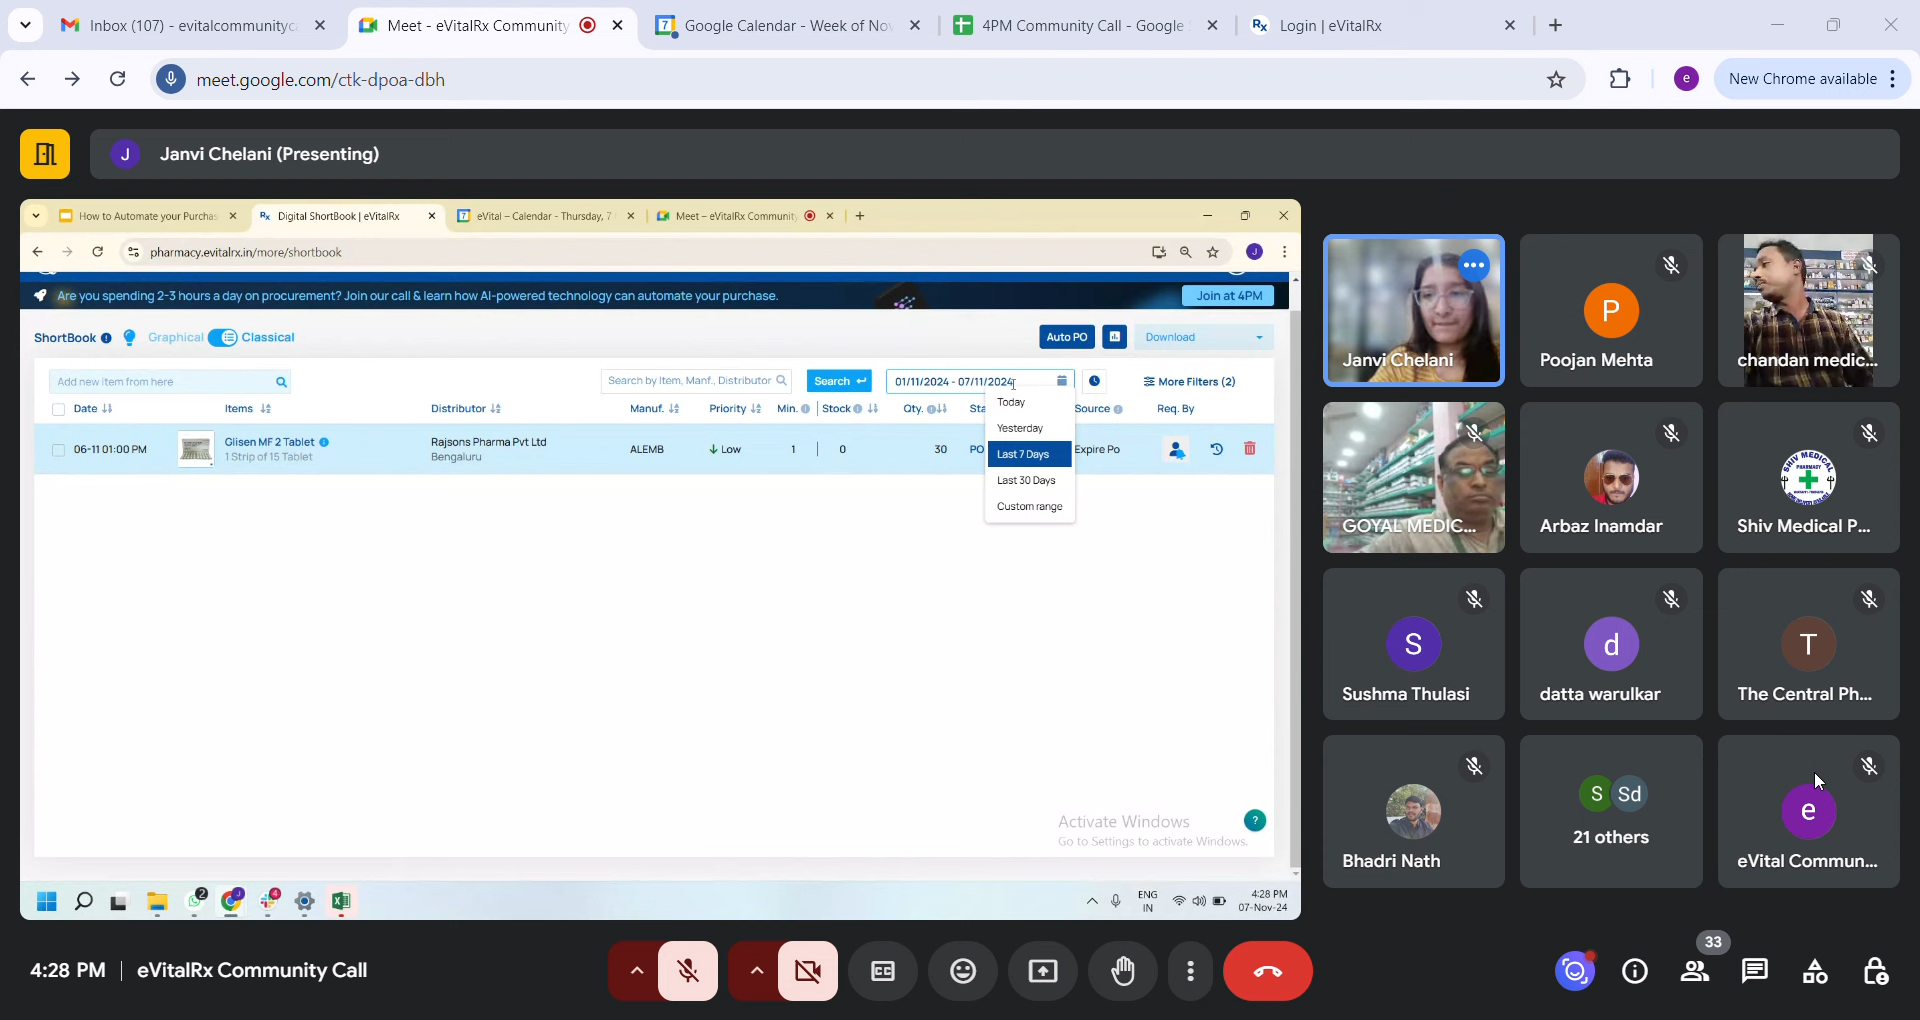 Inbox (107) - evitalcommunityca
Meet - eVitalRx Community
Google Calendar - Week of Nov
4PM Community Call - Google
Login | eVitalRx
meet.google.com/ctk-dpoa-dbh
New Chrome available
J
Janvi Chelani (Presenting)
How to Automate your Purchas
Digital ShortBook | eVitalRx
eVital – Calendar - Thursday, 7
Meet – eVitalRx Community
pharmacy.evitalrx.in/more/shortbook
Are you spending 2-3 hours a day on procurement? Join our call & learn how AI-powered technology can automate your purchase.
Join at 4PM
ShortBook
Graphical
Classical
Auto PO
Download
Add new item from here
Search by Item, Manf., Distributor
Search
01/11/2024 - 07/11/2024
More Filters (2)
Date
Items
Distributor
Manuf.
Priority
Min.
Stock
Qty.
Sta
Source
Req. By
06-11 01:00 PM
Glisen MF 2 Tablet
1 Strip of 15 Tablet
Rajsons Pharma Pvt Ltd
Bengaluru
ALEMB
Low
1
0
30
PO
Expire Po
Today
Yesterday
Last 7 Days
Last 30 Days
Custom range
Activate Windows
Go to Settings to activate Windows.
ENG
IN
4:28 PM
07-Nov-24
Janvi Chelani
P
Poojan Mehta
chandan medic...
GOYAL MEDIC...
Arbaz Inamdar
SHIV MEDICAL
PHARMACY
Shiv Medical P...
S
Sushma Thulasi
d
datta warulkar
T
The Central Ph...
Bhadri Nath
S
Sd
21 others
e
eVital Commun...
4:28 PM
eVitalRx Community Call
33